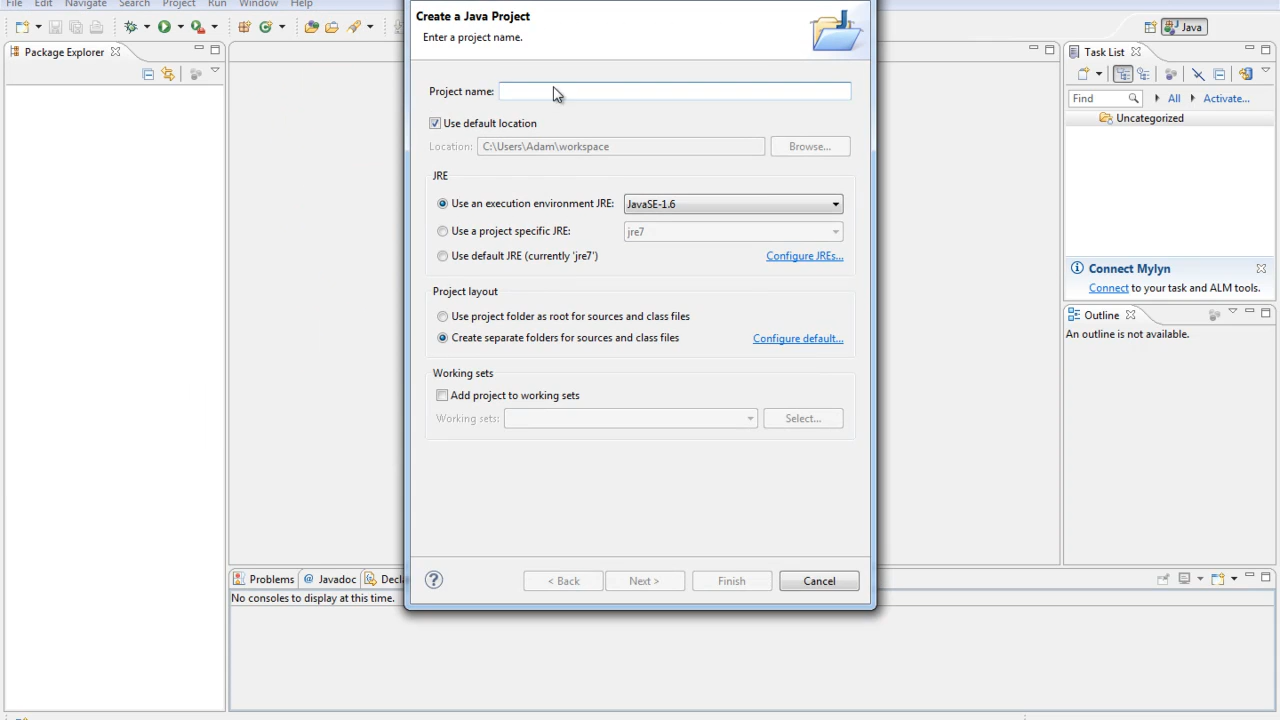 File Edit Navigate Search Project Run Window Help
Create a Java Project
Enter a project name.
Java
Package Explorer
Task List
Find All Activate...
Uncategorized
Project name:
Use default location
Location: C:\Users\Adam\workspace Browse...
JRE
Use an execution environment JRE: JavaSE-1.6
Use a project specific JRE: jre7
Use default JRE (currently 'jre7') Configure JREs...
Connect Mylyn
Connect to your task and ALM tools.
Project layout
Use project folder as root for sources and class files
Create separate folders for sources and class files Configure default...
Outline
An outline is not available.
Working sets
Add project to working sets
Working sets: Select...
? < Back Next > Finish Cancel
Problems @ Javadoc
No consoles to display at this time.